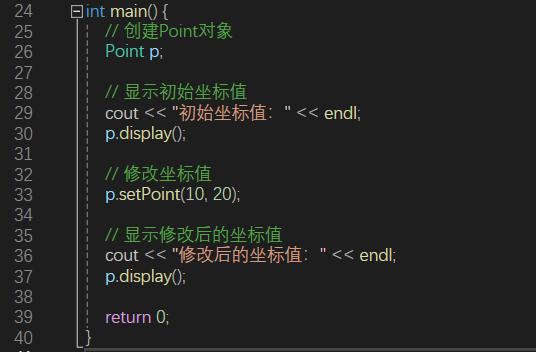 24 int main() {
25 // 创建Point对象
26 Point p;
27
28 // 显示初始坐标值
29 cout << "初始坐标值：" << endl;
30 p.display();
31
32 // 修改坐标值
33 p.setPoint(10, 20);
34
35 // 显示修改后的坐标值
36 cout << "修改后的坐标值：" << endl;
37 p.display();
38
39 return 0;
40 }